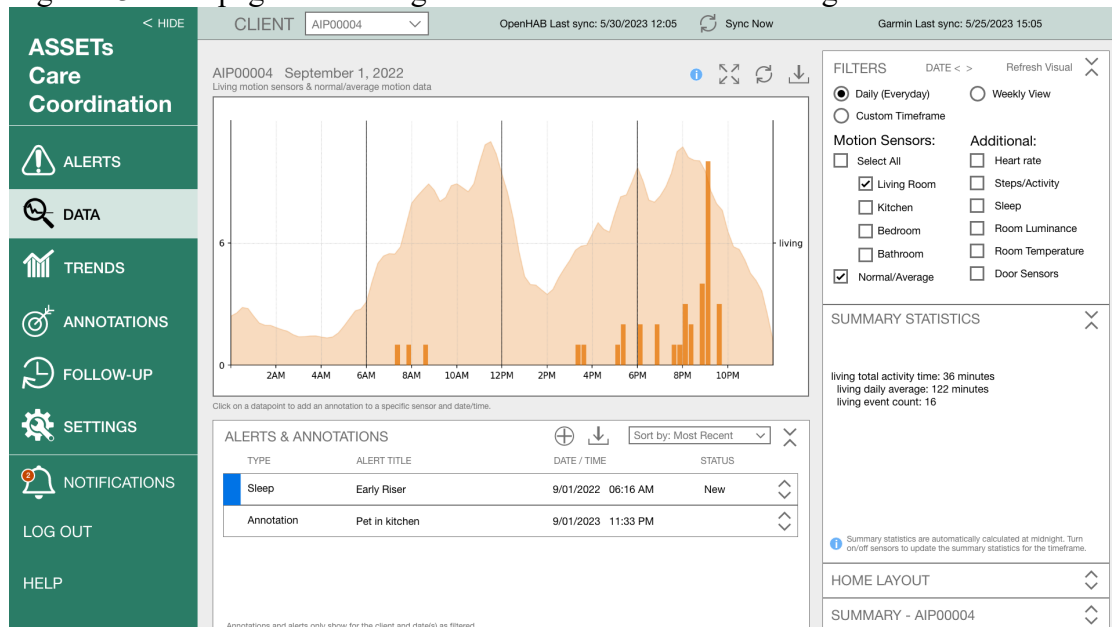 < HIDE
ASSETs
Care
Coordination
ALERTS
DATA
TRENDS
ANNOTATIONS
FOLLOW-UP
SETTINGS
2
NOTIFICATIONS
LOG OUT
HELP
CLIENT AIP00004
OpenHAB Last sync: 5/30/2023 12:05
Sync Now
Garmin Last sync: 5/25/2023 15:05
AIP00004 September 1, 2022
Living motion sensors & normal/average motion data
6
0
living
2AM 4AM 6AM 8AM 10AM 12PM 2PM 4PM 6PM 8PM 10PM
Click on a datapoint to add an annotation to a specific sensor and date/time.
ALERTS & ANNOTATIONS
Sort by: Most Recent
TYPE ALERT TITLE DATE / TIME STATUS
Sleep Early Riser 9/01/2022 06:16 AM New
Annotation Pet in kitchen 9/01/2023 11:33 PM
Annotations and alerts only show for the client and date(s) as filtered
FILTERS DATE < > Refresh Visual
Daily (Everyday) Weekly View
Custom Timeframe
Motion Sensors: Additional:
Select All Heart rate
Living Room Steps/Activity
Kitchen Sleep
Bedroom Room Luminance
Bathroom Room Temperature
Normal/Average Door Sensors
SUMMARY STATISTICS
living total activity time: 36 minutes
living daily average: 122 minutes
living event count: 16
Summary statistics are automatically calculated at midnight. Turn
on/off sensors to update the summary statistics for the timeframe.
HOME LAYOUT
SUMMARY - AIP00004